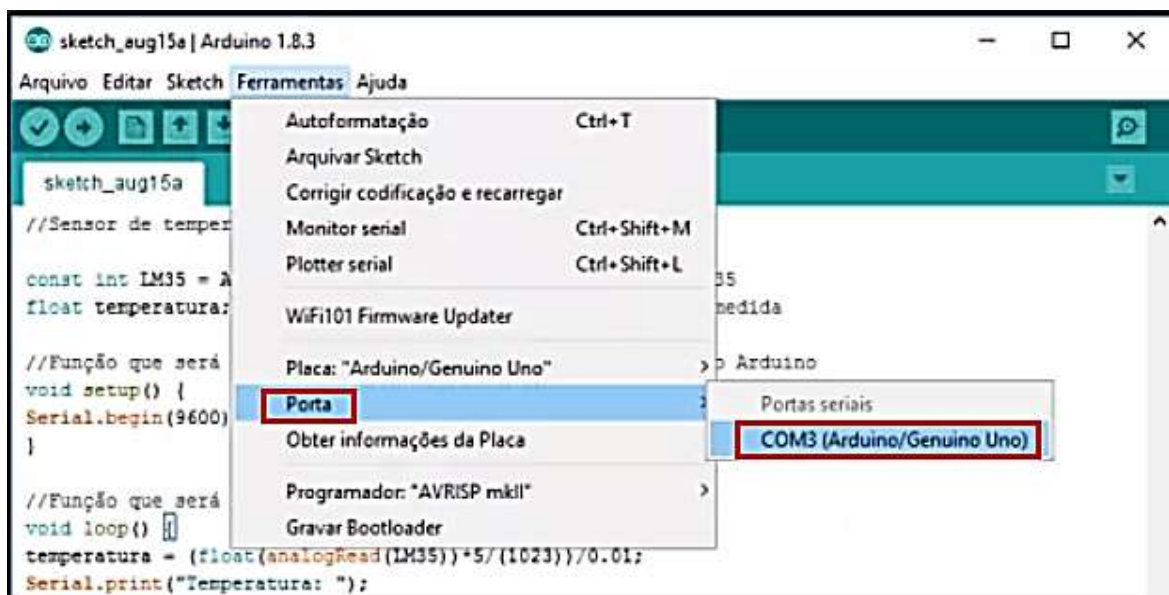 sketch_aug15a | Arduino 1.8.3
Arquivo Editar Sketch Ferramentas Ajuda
Autoformatação Ctrl+T
Arquivar Sketch
sketch_aug15a
Corrigir codificação e recarregar
//Sensor de temper
Monitor serial Ctrl+Shift+M
Plotter serial Ctrl+Shift+L
const int LM35 = A 35
float temperatura; medida
WiFi101 Firmware Updater
//Função que será o Arduino
Placa: "Arduino/Genuino Uno"
void setup() {
Porta
Portas seriais
Serial.begin(9600)
}
Obter informações da Placa
COM3 (Arduino/Genuino Uno)
Programador: "AVRISP mkII"
//Função que será
void loop() {
Gravar Bootloader
temperatura = (float(analogRead(LM35))*5/(1023))/0.01;
Serial.print("Temperatura: ");